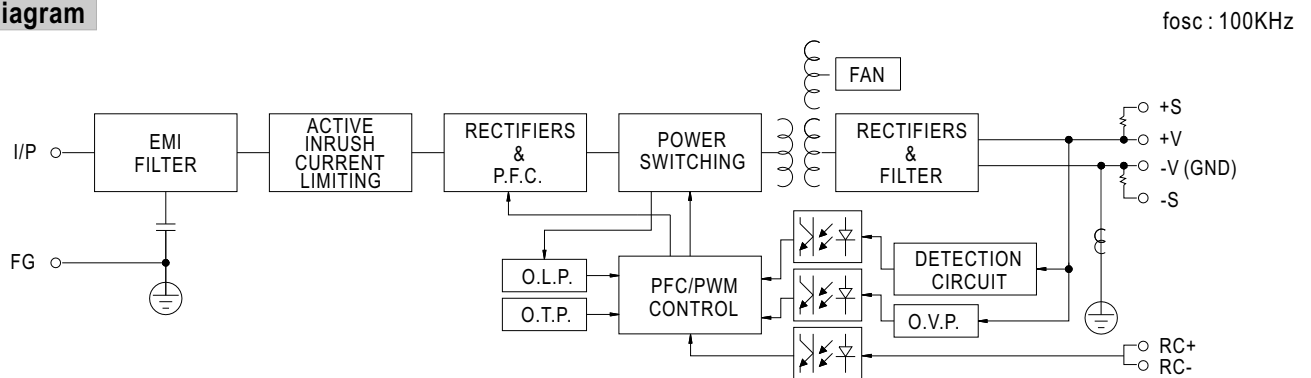 iagram
fosc : 100KHz
FAN
I/P
EMI
FILTER
ACTIVE
INRUSH
CURRENT
LIMITING
RECTIFIERS
&
P.F.C.
POWER
SWITCHING
RECTIFIERS
&
FILTER
+S
+V
-V (GND)
-S
FG
O.L.P.
O.T.P.
PFC/PWM
CONTROL
DETECTION
CIRCUIT
O.V.P.
RC+
RC-